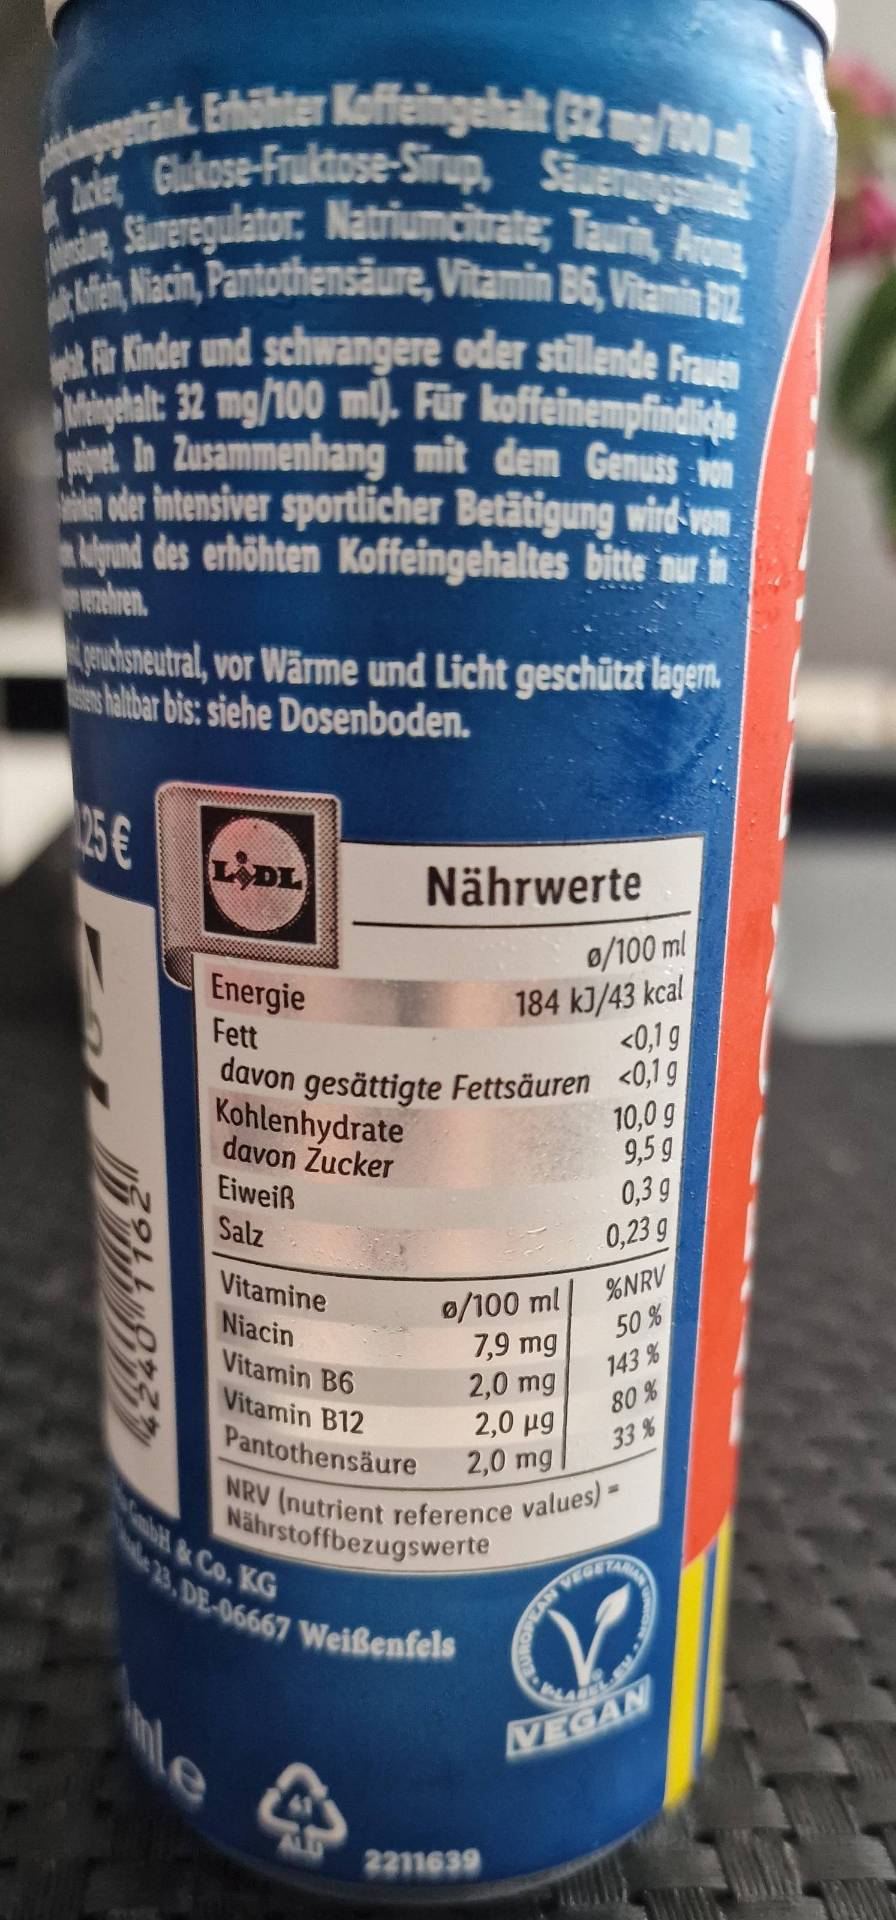 Erhöhter Koffeingehalt (32 mg/100 ml).
Zucker, Glukose-Fruktose-Sirup, Säuerungsmittel:
Säureregulator: Natriumcitrate; Taurin, Aroma,
Koffein, Niacin, Pantothensäure, Vitamin B6, Vitamin B12.
Für Kinder und schwangere oder stillende Frauen
32 mg/100 ml). Für koffeinempfindliche
In Zusammenhang mit dem Genuss von
oder intensiver sportlicher Betätigung wird vom
Aufgrund des erhöhten Koffeingehaltes bitte nur in
verzehren.
geruchsneutral, vor Wärme und Licht geschützt lagern.
haltbar bis: siehe Dosenboden.
25 €
LIDL
Nährwerte
ø/100 ml
Energie 184 kJ/43 kcal
Fett <0,1 g
davon gesättigte Fettsäuren <0,1 g
Kohlenhydrate 10,0 g
davon Zucker 9,5 g
Eiweiß 0,3 g
Salz 0,23 g
Vitamine ø/100 ml %NRV
Niacin 7,9 mg 50 %
Vitamin B6 2,0 mg 143 %
Vitamin B12 2,0 µg 80 %
Pantothensäure 2,0 mg 33 %
NRV (nutrient reference values) =
Nährstoffbezugswerte
GmbH & Co. KG
23, DE-06667 Weißenfels
EUROPEAN VEGETARIAN UNION
V-LABEL.EU
VEGAN
ml e
41
ALU
2211639